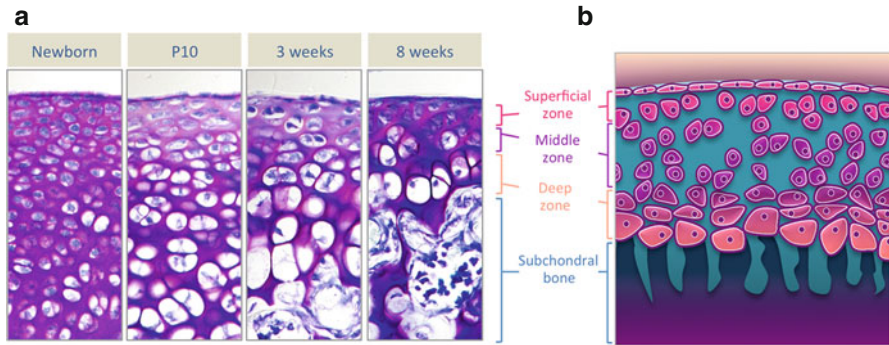 a
b
Newborn
P10
3 weeks
8 weeks
Superficial
zone
Middle
zone
Deep
zone
Subchondral
bone